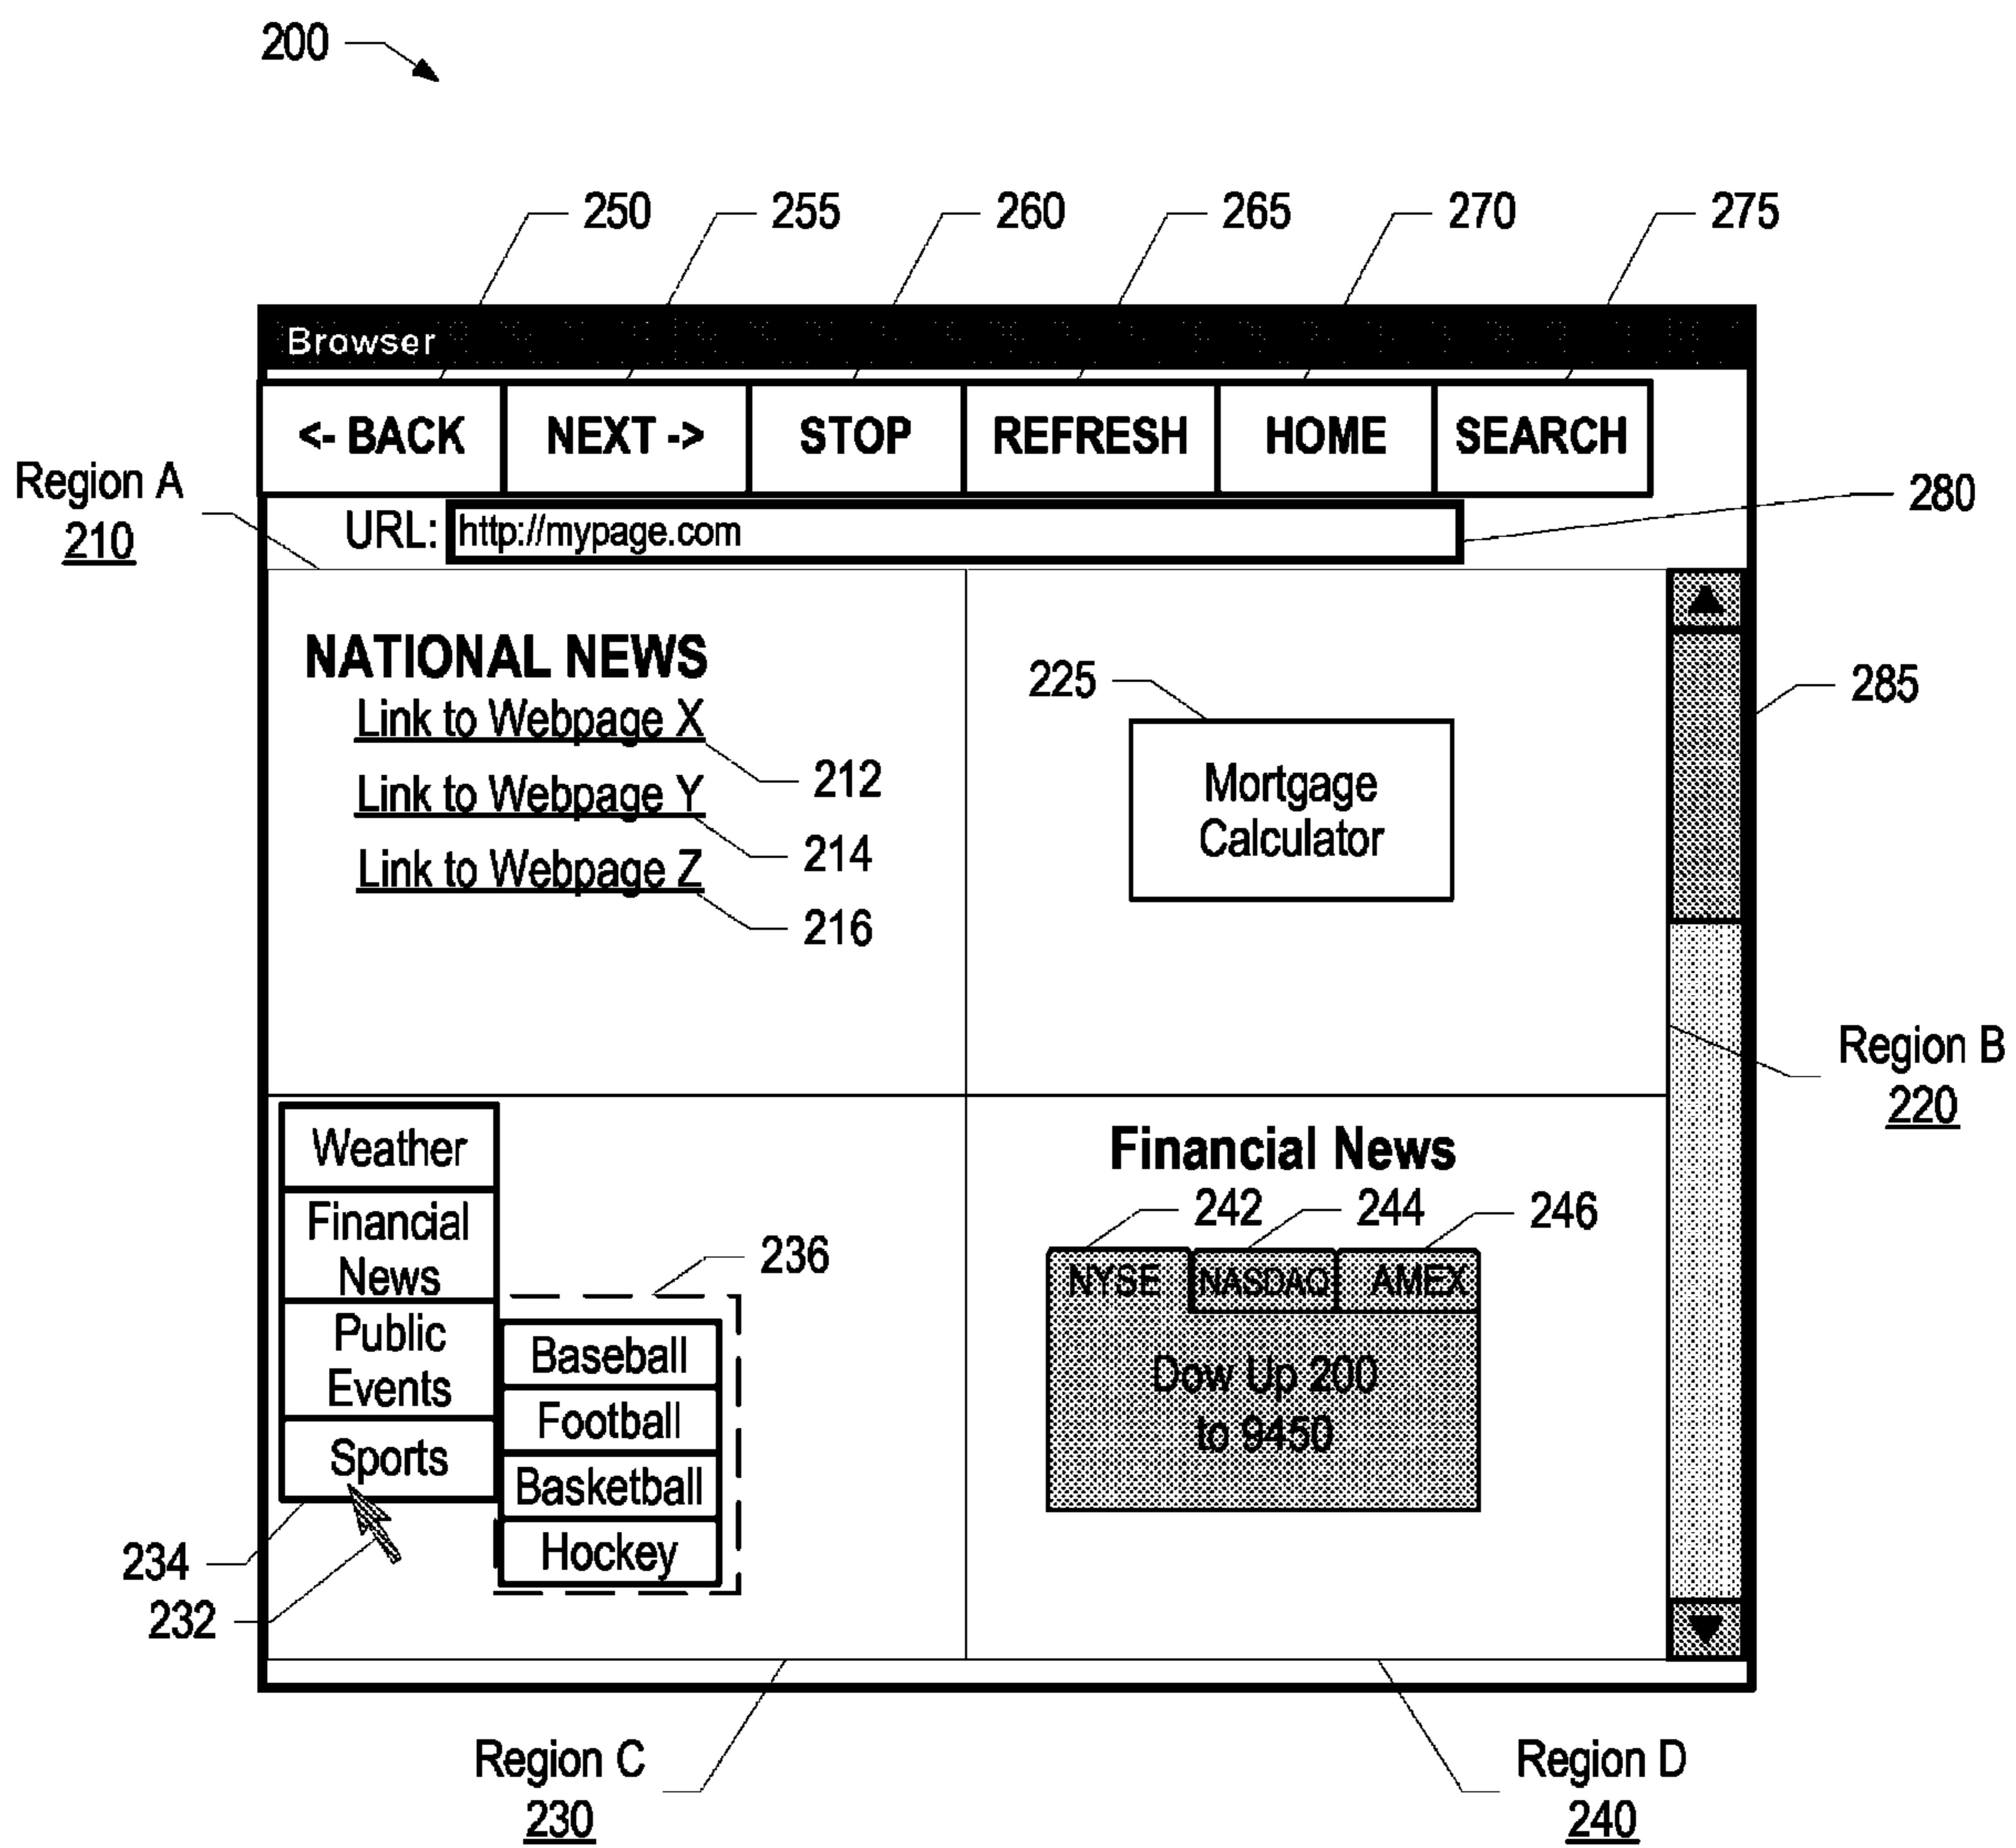 200
250 255 260 265 270 275
Browser
<- BACK NEXT -> STOP REFRESH HOME SEARCH
Region A
210
URL: http://mypage.com
280
NATIONAL NEWS
Link to Webpage X
212
Link to Webpage Y
214
Link to Webpage Z
216
225
Mortgage
Calculator
285
Region B
220
Weather
Financial
News
Public
Events
Sports
236
Baseball
Football
Basketball
Hockey
234
232
Financial News
242 244 246
NYSE NASDAQ AMEX
Dow Up 200
to 9450
Region C
230
Region D
240